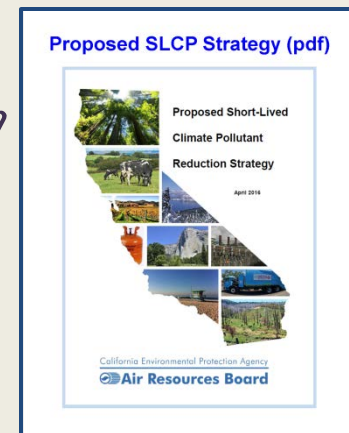 Proposed SLCP Strategy (pdf)
Proposed Short-Lived
Climate Pollutant
Reduction Strategy
April 2016
California Environmental Protection Agency
Air Resources Board